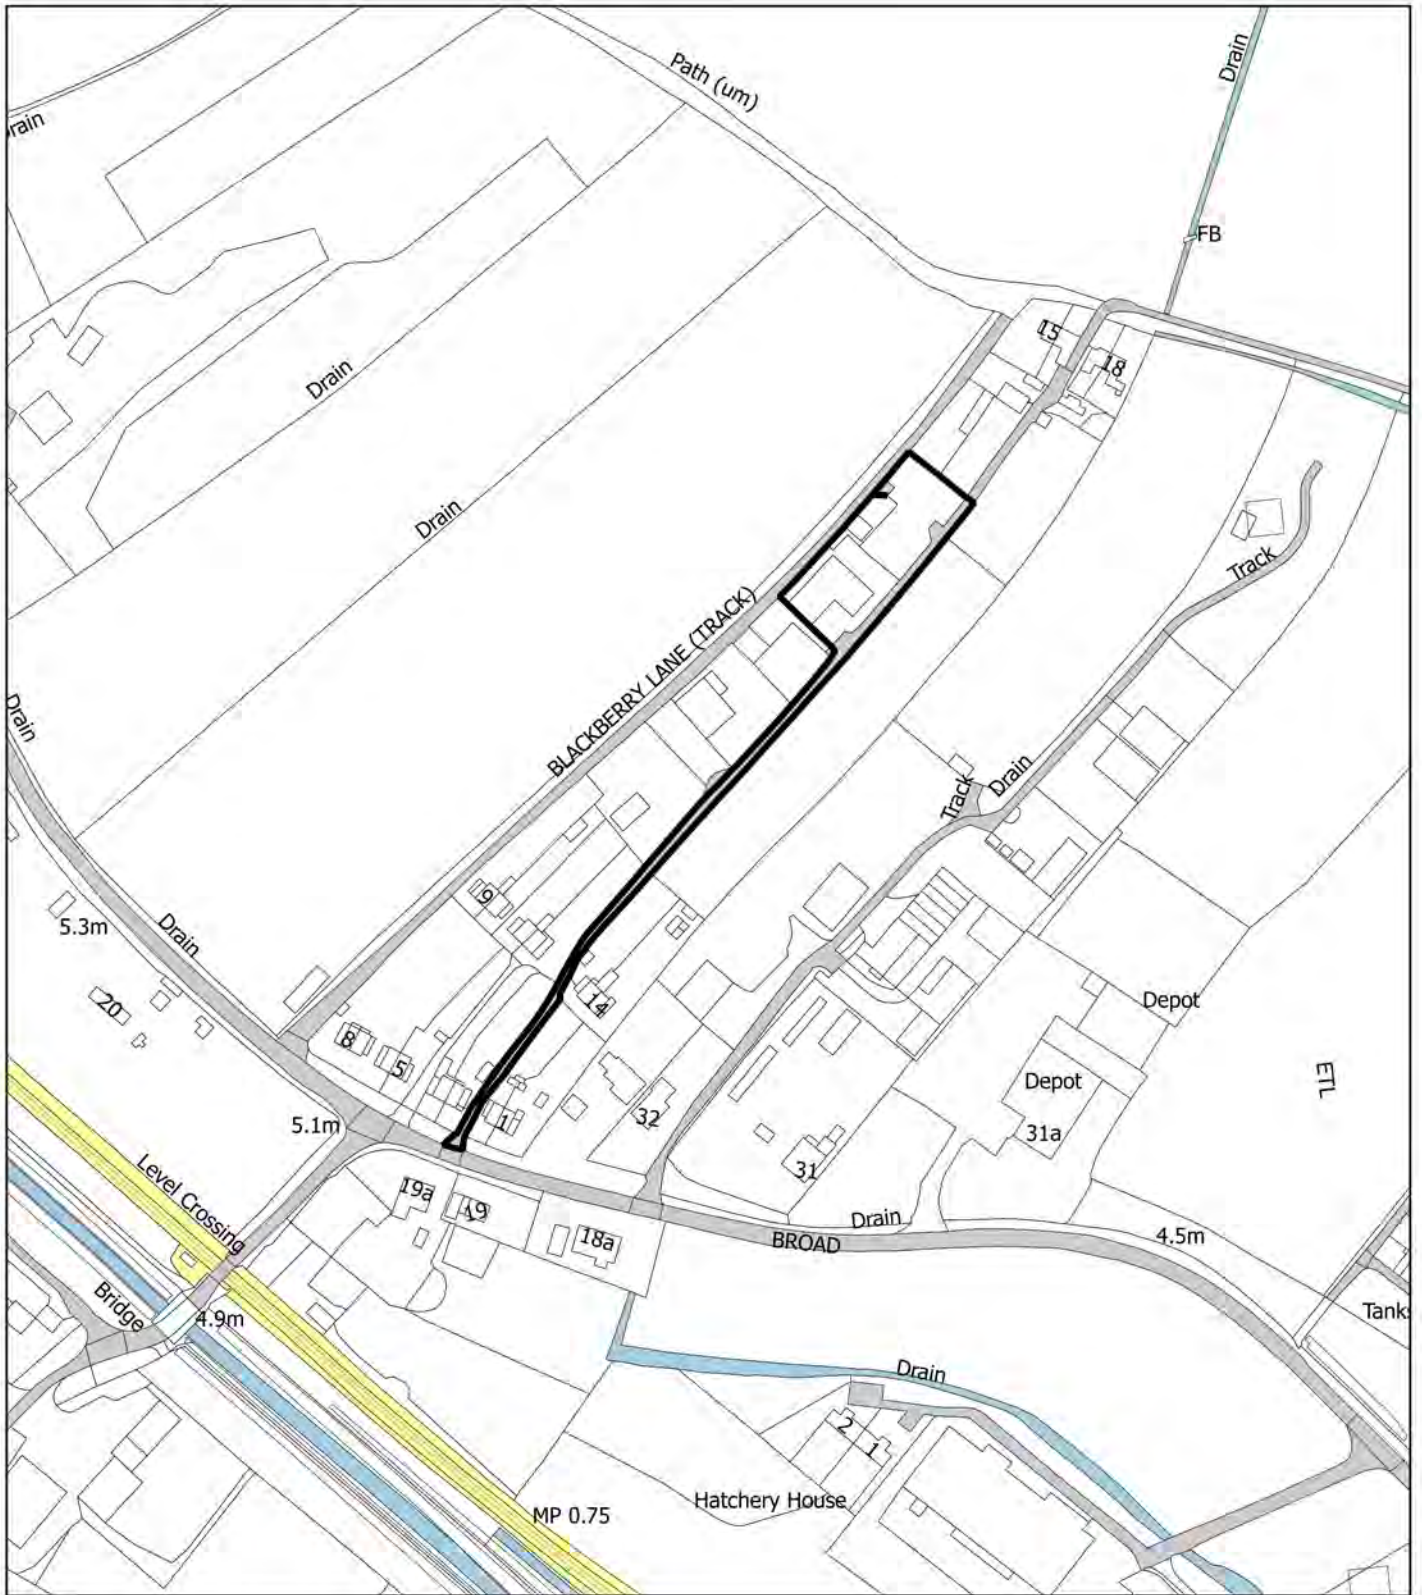 Path (um)
Drain
rain
FB
15
18
Drain
Drain
Track
BLACKBERRY LANE (TRACK)
Drain
Track
Drain
9
5.3m
Drain
20
14
Depot
8
5
Depot
ETL
5.1m
1
32
31a
31
Level Crossing
19a
19
Drain
18a
BROAD
4.5m
Bridge
4.9m
Tanks
Drain
2
1
Hatchery House
MP 0.75